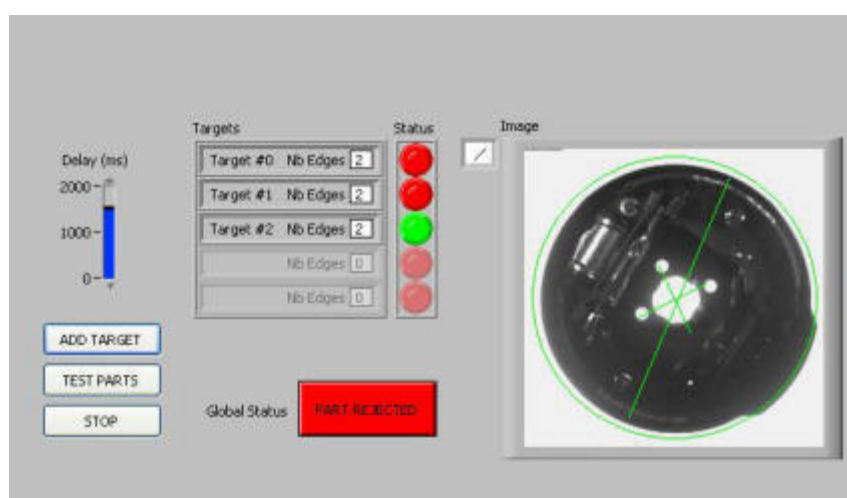 Targets Status Image
Delay (ms)
2000
1000
0
Target #0 Nb Edges 2
Target #1 Nb Edges 2
Target #2 Nb Edges 2
Nb Edges 0
Nb Edges 0
ADD TARGET
TEST PARTS
STOP
Global Status PART REJECTED